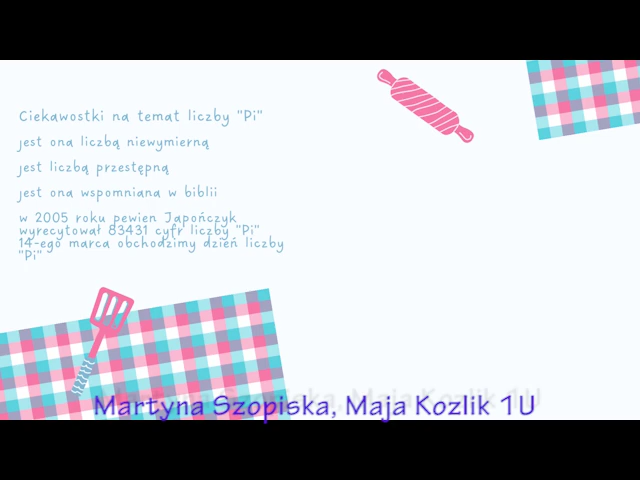 Ciekawostki na temat liczby "Pi"
jest ona liczbą niewymierną
jest liczbą przestępną
jest ona wspomniana w biblii
w 2005 roku pewien Japończyk
wyrecytował 83431 cyfr liczby "Pi"
14-ego marca obchodzimy dzień liczby
"Pi"
Martyna Szopiska, Maja Kozlik 1U